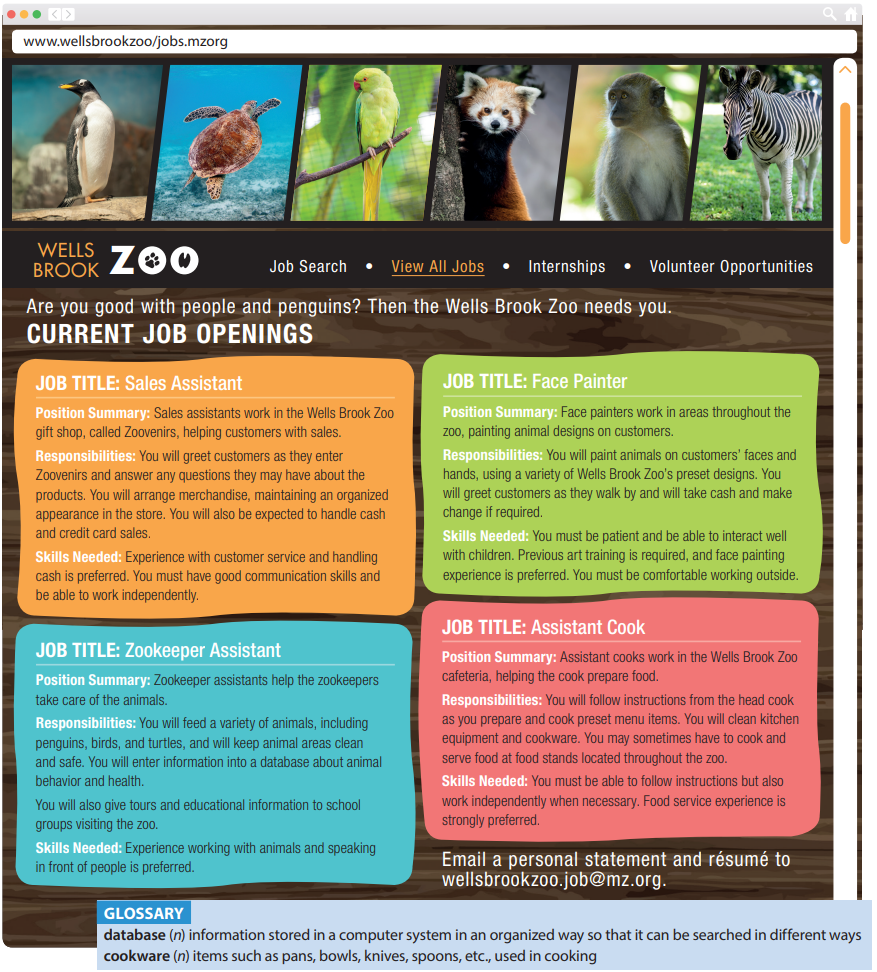 www.wellsbrookzoo/jobs.mzorg
WELLS
BROOK
ZOO
Job Search • View All Jobs • Internships • Volunteer Opportunities
Are you good with people and penguins? Then the Wells Brook Zoo needs you.
CURRENT JOB OPENINGS
JOB TITLE: Sales Assistant
Position Summary: Sales assistants work in the Wells Brook Zoo
gift shop, called Zoovenirs, helping customers with sales.
Responsibilities: You will greet customers as they enter
Zoovenirs and answer any questions they may have about the
products. You will arrange merchandise, maintaining an organized
appearance in the store. You will also be expected to handle cash
and credit card sales.
Skills Needed: Experience with customer service and handling
cash is preferred. You must have good communication skills and
be able to work independently.
JOB TITLE: Face Painter
Position Summary: Face painters work in areas throughout the
zoo, painting animal designs on customers.
Responsibilities: You will paint animals on customers' faces and
hands, using a variety of Wells Brook Zoo's preset designs. You
will greet customers as they walk by and will take cash and make
change if required.
Skills Needed: You must be patient and be able to interact well
with children. Previous art training is required, and face painting
experience is preferred. You must be comfortable working outside.
JOB TITLE: Zookeeper Assistant
Position Summary: Zookeeper assistants help the zookeepers
take care of the animals.
Responsibilities: You will feed a variety of animals, including
penguins, birds, and turtles, and will keep animal areas clean
and safe. You will enter information into a database about animal
behavior and health.
You will also give tours and educational information to school
groups visiting the zoo.
Skills Needed: Experience working with animals and speaking
in front of people is preferred.
JOB TITLE: Assistant Cook
Position Summary: Assistant cooks work in the Wells Brook Zoo
cafeteria, helping the cook prepare food.
Responsibilities: You will follow instructions from the head cook
as you prepare and cook preset menu items. You will clean kitchen
equipment and cookware. You may sometimes have to cook and
serve food at food stands located throughout the zoo.
Skills Needed: You must be able to follow instructions but also
work independently when necessary. Food service experience is
strongly preferred.
Email a personal statement and résumé to
wellsbrookzoo.job@mz.org.
GLOSSARY
database (n) information stored in a computer system in an organized way so that it can be searched in different ways
cookware (n) items such as pans, bowls, knives, spoons, etc., used in cooking